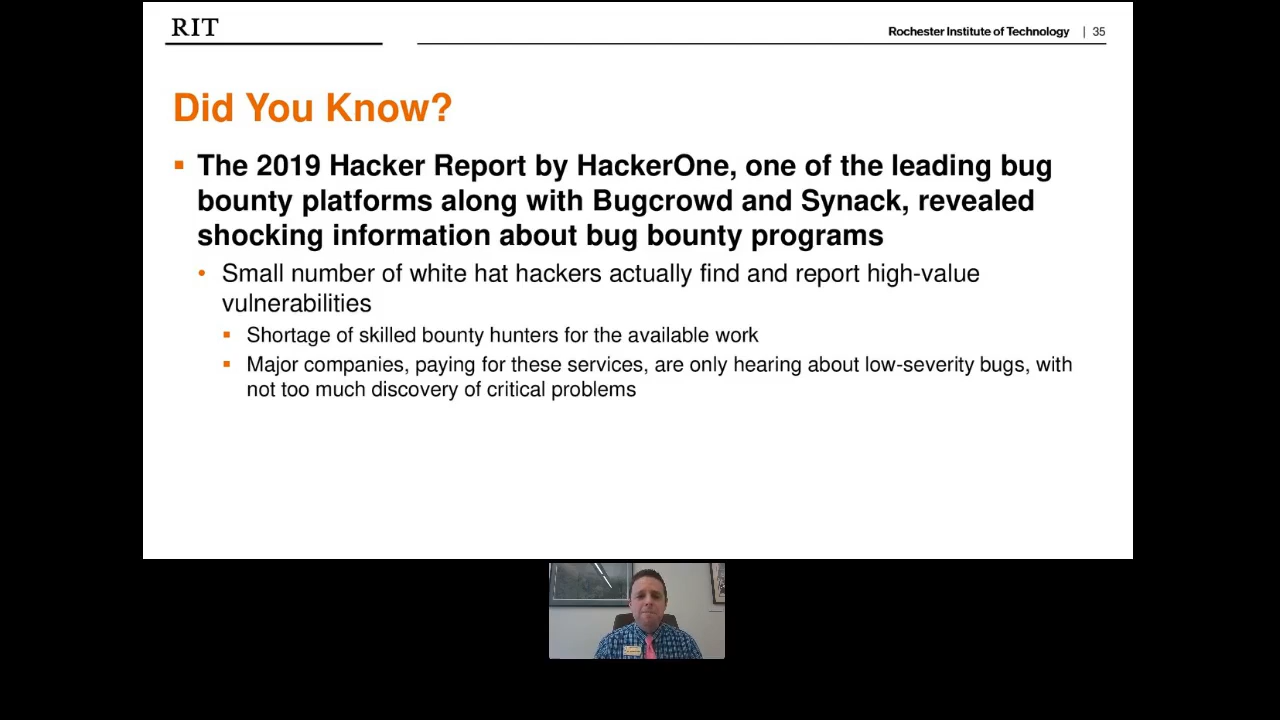 RIT
Rochester Institute of Technology | 35
Did You Know?
▪ The 2019 Hacker Report by HackerOne, one of the leading bug
bounty platforms along with Bugcrowd and Synack, revealed
shocking information about bug bounty programs
• Small number of white hat hackers actually find and report high-value
vulnerabilities
▪ Shortage of skilled bounty hunters for the available work
▪ Major companies, paying for these services, are only hearing about low-severity bugs, with
not too much discovery of critical problems